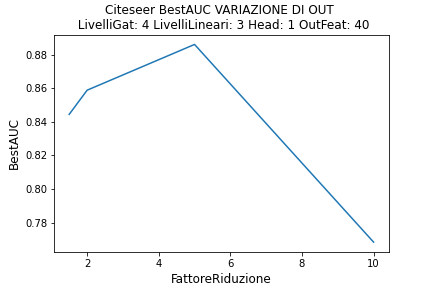 Citeseer BestAUC VARIAZIONE DI OUT
LivelliGat: 4 LivelliLineari: 3 Head: 1 OutFeat: 40
0.88
0.86
0.84
0.82
0.80
0.78
BestAUC
2
4
6
8
10
FattoreRiduzione